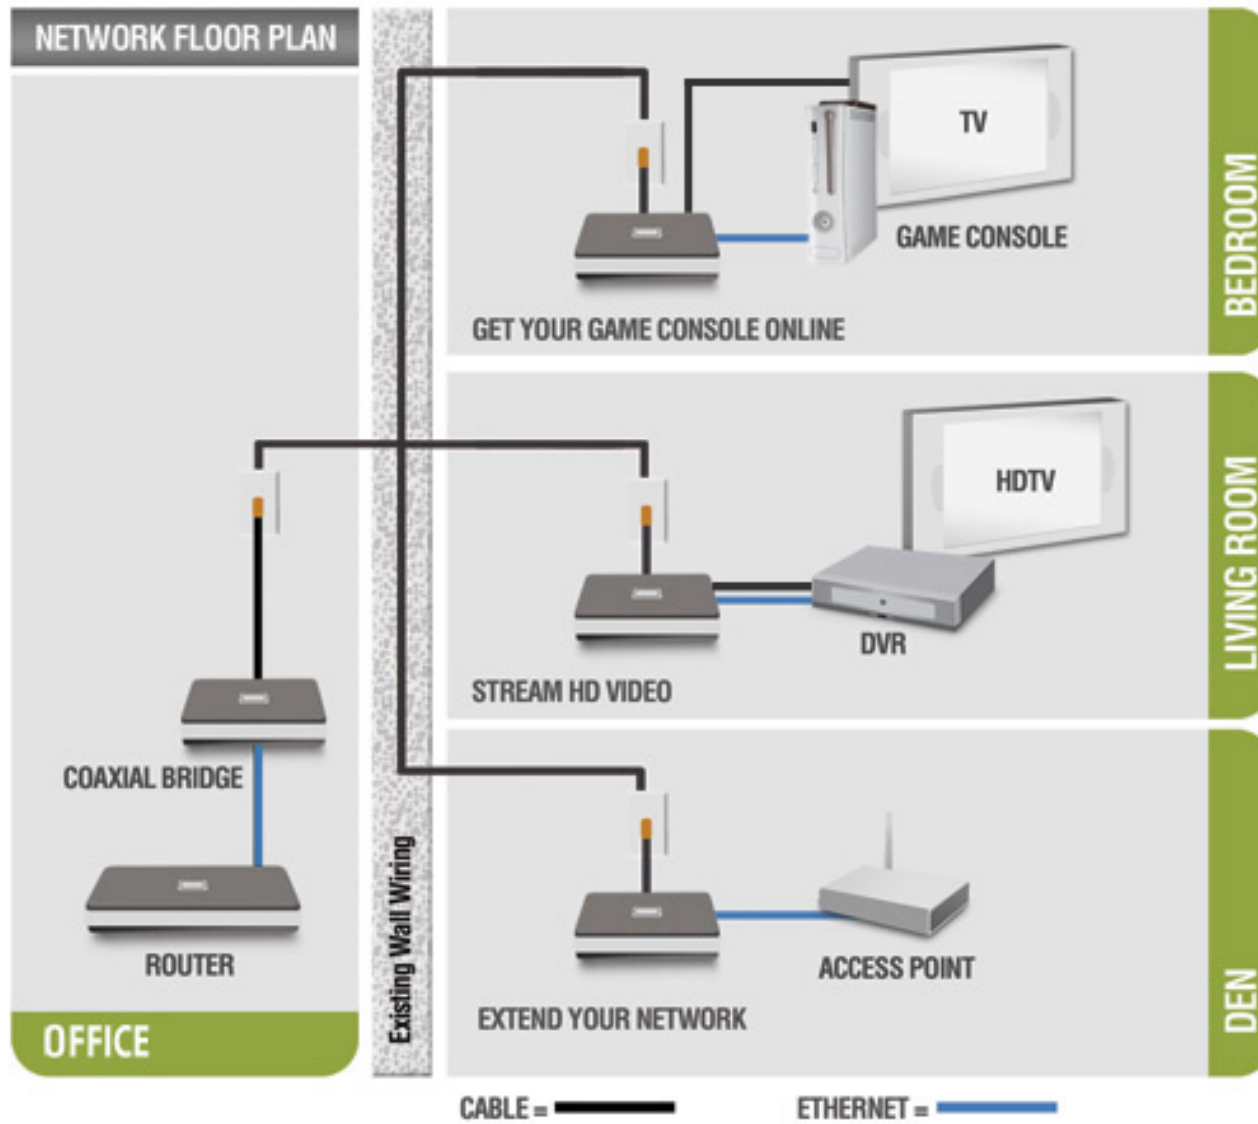 NETWORK FLOOR PLAN
TV
GAME CONSOLE
GET YOUR GAME CONSOLE ONLINE
BEDROOM
HDTV
DVR
STREAM HD VIDEO
LIVING ROOM
COAXIAL BRIDGE
ROUTER
OFFICE
Existing Wall Wiring
ACCESS POINT
EXTEND YOUR NETWORK
DEN
CABLE =
ETHERNET =